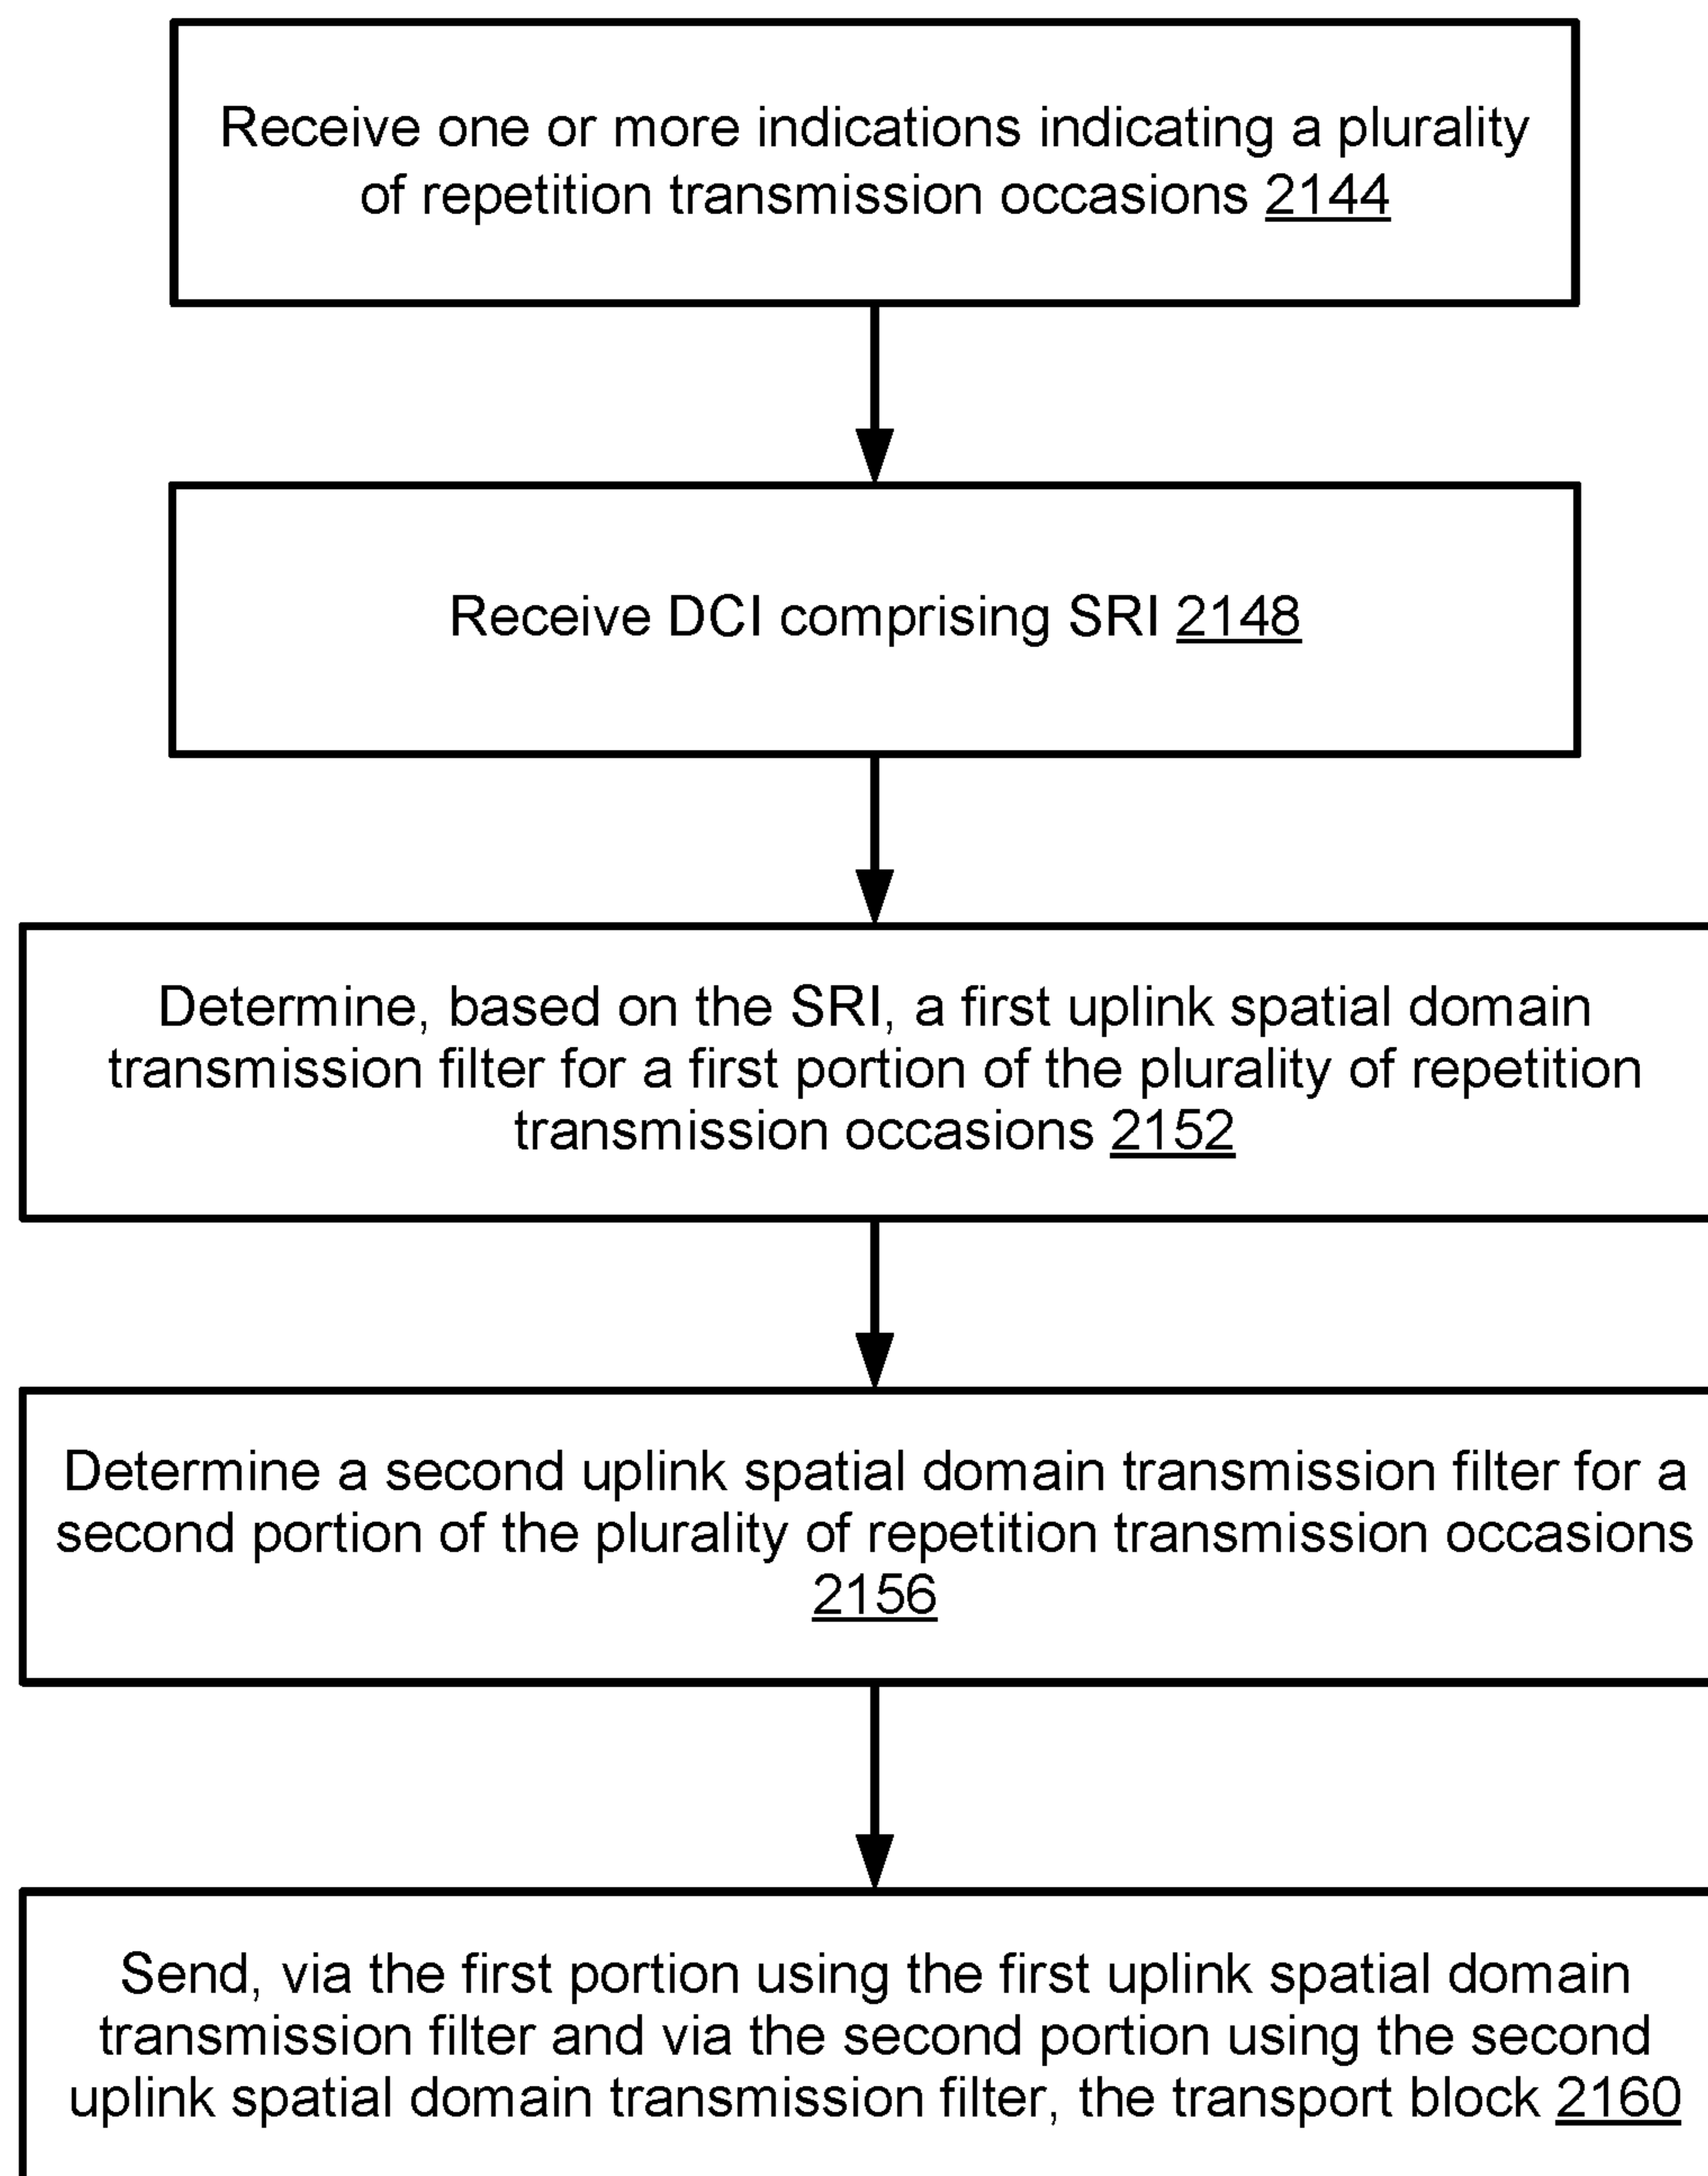 Receive one or more indications indicating a plurality
of repetition transmission occasions 2144
Receive DCI comprising SRI 2148
Determine, based on the SRI, a first uplink spatial domain
transmission filter for a first portion of the plurality of repetition
transmission occasions 2152
Determine a second uplink spatial domain transmission filter for a
second portion of the plurality of repetition transmission occasions
2156
Send, via the first portion using the first uplink spatial domain
transmission filter and via the second portion using the second
uplink spatial domain transmission filter, the transport block 2160